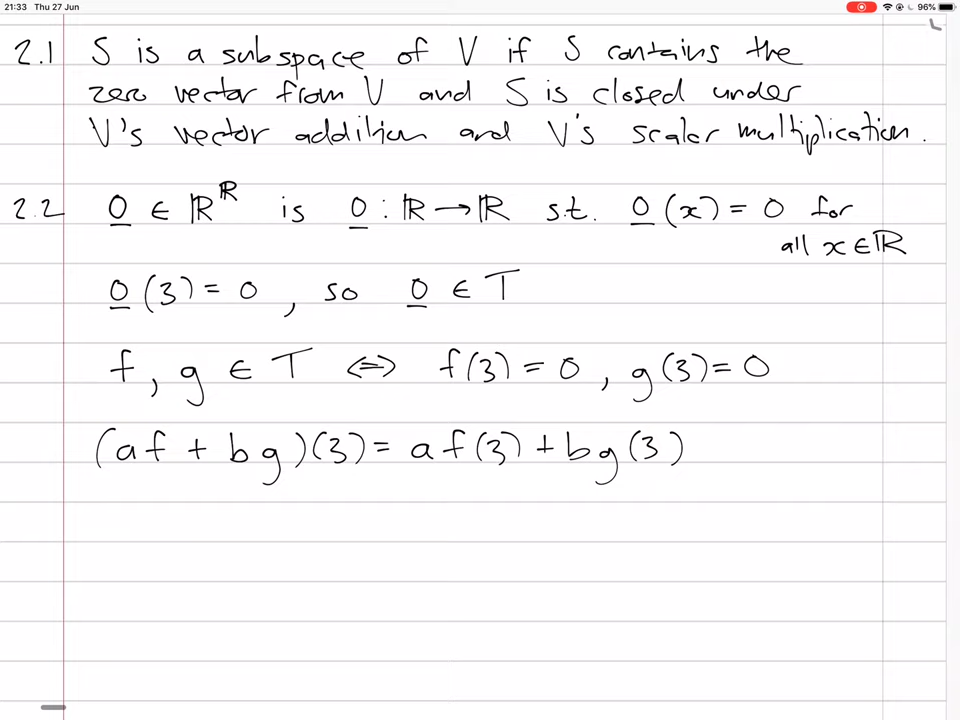 21:33 Thu 27 Jun 96%
2.1 S is a subspace of V if S contains the
zero vector from V and S is closed under
V's vector addition and V's scalar multiplication.
2.2 0 ∈ ℝ^ℝ is 0 : ℝ → ℝ s.t. 0(x) = 0 for
all x ∈ ℝ
0(3) = 0, so 0 ∈ T
f, g ∈ T ⇔ f(3) = 0, g(3) = 0
(af + bg)(3) = af(3) + bg(3)